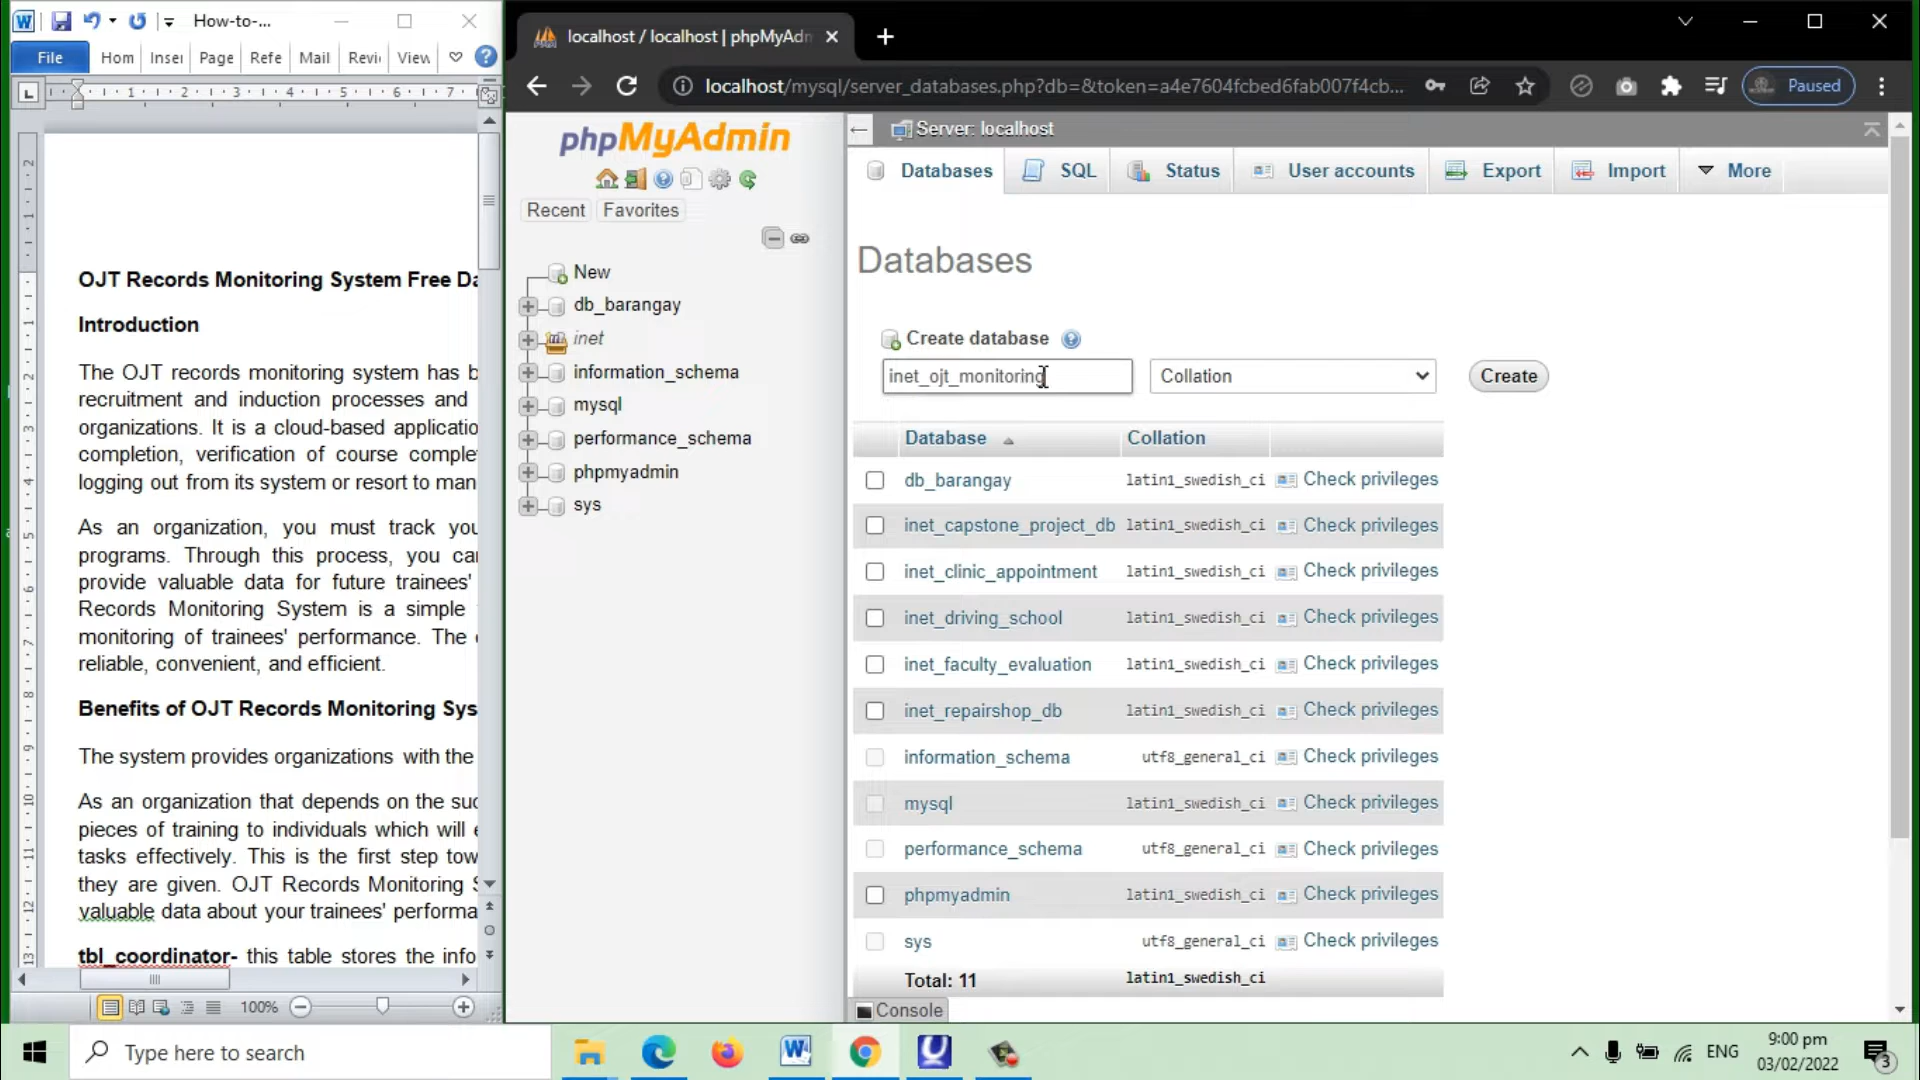 How-to-...
File Hom Insei Page Refe Mail Revi View
OJT Records Monitoring System Free Da
Introduction
The OJT records monitoring system has b
recruitment and induction processes and
organizations. It is a cloud-based applicatio
completion, verification of course comple
logging out from its system or resort to man
As an organization, you must track you
programs. Through this process, you car
provide valuable data for future trainees'
Records Monitoring System is a simple
monitoring of trainees' performance. The
reliable, convenient, and efficient.
Benefits of OJT Records Monitoring Sys
The system provides organizations with the
As an organization that depends on the suc
pieces of training to individuals which will e
tasks effectively. This is the first step tow
they are given. OJT Records Monitoring S
valuable data about your trainees' performa
tbl_coordinator- this table stores the info
100%
localhost / localhost | phpMyAdm
localhost/mysql/server_databases.php?db=&token=a4e7604fcbed6fab007f4cb...
Paused
phpMyAdmin
Recent Favorites
New
db_barangay
inet
information_schema
mysql
performance_schema
phpmyadmin
sys
Server: localhost
Databases SQL Status User accounts Export Import More
Databases
Create database
inet_ojt_monitoring Collation Create
Database Collation
db_barangay latin1_swedish_ci Check privileges
inet_capstone_project_db latin1_swedish_ci Check privileges
inet_clinic_appointment latin1_swedish_ci Check privileges
inet_driving_school latin1_swedish_ci Check privileges
inet_faculty_evaluation latin1_swedish_ci Check privileges
inet_repairshop_db latin1_swedish_ci Check privileges
information_schema utf8_general_ci Check privileges
mysql latin1_swedish_ci Check privileges
performance_schema utf8_general_ci Check privileges
phpmyadmin latin1_swedish_ci Check privileges
sys utf8_general_ci Check privileges
Total: 11 latin1_swedish_ci
Console
Type here to search
ENG
9:00 pm
03/02/2022
3